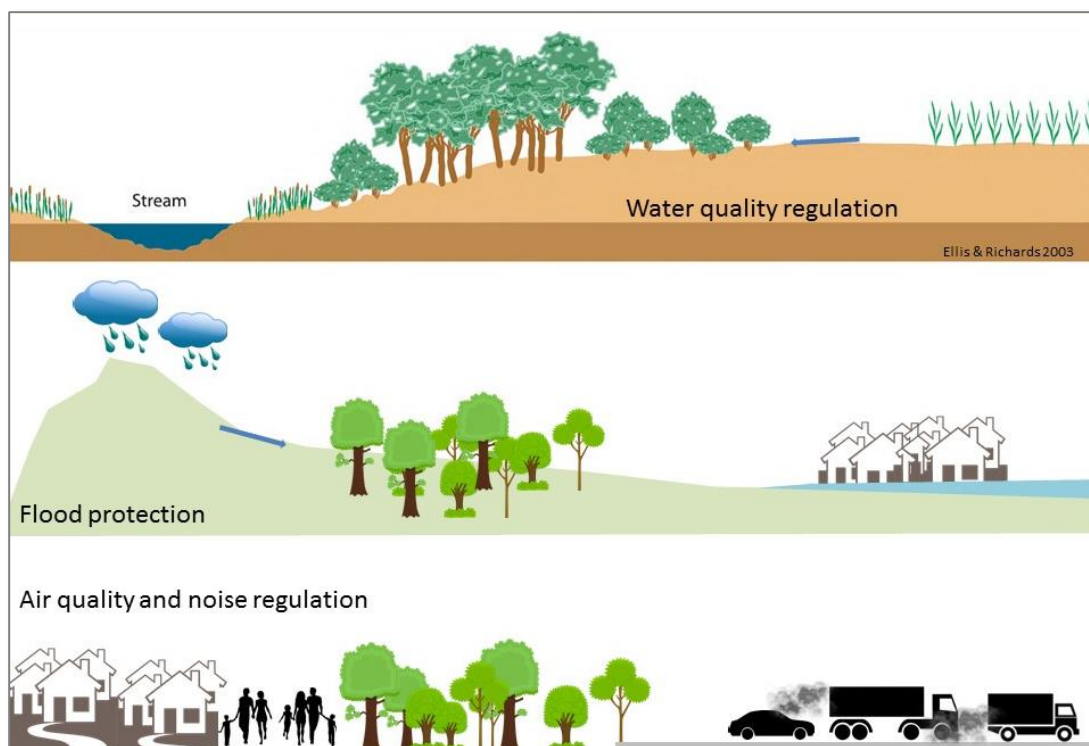 Stream
Water quality regulation
Ellis & Richards 2003
Flood protection
Air quality and noise regulation